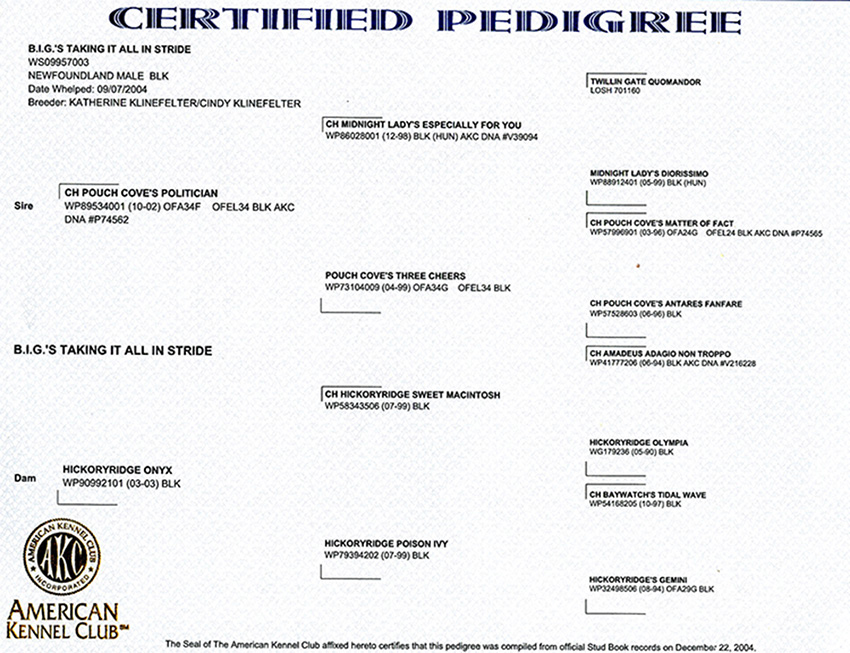 CERTIFIED PEDIGREE
B.I.G.'S TAKING IT ALL IN STRIDE
WS09957003
NEWFOUNDLAND MALE BLK
Date Whelped: 09/07/2004
Breeder: KATHERINE KLINEFELTER/CINDY KLINEFELTER
TWILLIN GATE QUOMANDOR
LOSH 701160
CH MIDNIGHT LADY'S ESPECIALLY FOR YOU
WP86028001 (12-98) BLK (HUN) AKC DNA #V39094
MIDNIGHT LADY'S DIORISSIMO
WP88912401 (05-99) BLK (HUN)
Sire
CH POUCH COVE'S POLITICIAN
WP89534001 (10-02) OFA34F OFEL34 BLK AKC
DNA #P74562
CH POUCH COVE'S MATTER OF FACT
WP57996901 (03-96) OFA24G OFEL24 BLK AKC DNA #P74565
POUCH COVE'S THREE CHEERS
WP73104009 (04-99) OFA34G OFEL34 BLK
CH POUCH COVE'S ANTARES FANFARE
WP57528603 (06-96) BLK
B.I.G.'S TAKING IT ALL IN STRIDE
CH AMADEUS ADAGIO NON TROPPO
WP41777206 (06-94) BLK AKC DNA #V216228
CH HICKORYRIDGE SWEET MACINTOSH
WP58343506 (07-99) BLK
HICKORYRIDGE OLYMPIA
WG179236 (05-90) BLK
Dam
HICKORYRIDGE ONYX
WP90992101 (03-03) BLK
CH BAYWATCH'S TIDAL WAVE
WP54168205 (10-97) BLK
HICKORYRIDGE POISON IVY
WP79394202 (07-99) BLK
HICKORYRIDGE'S GEMINI
WP32498506 (08-94) OFA29G BLK
AMERICAN KENNEL CLUB
AKC
INCORPORATED
AMERICAN
KENNEL CLUB℠
The Seal of The American Kennel Club affixed hereto certifies that this pedigree was compiled from official Stud Book records on December 22, 2004.